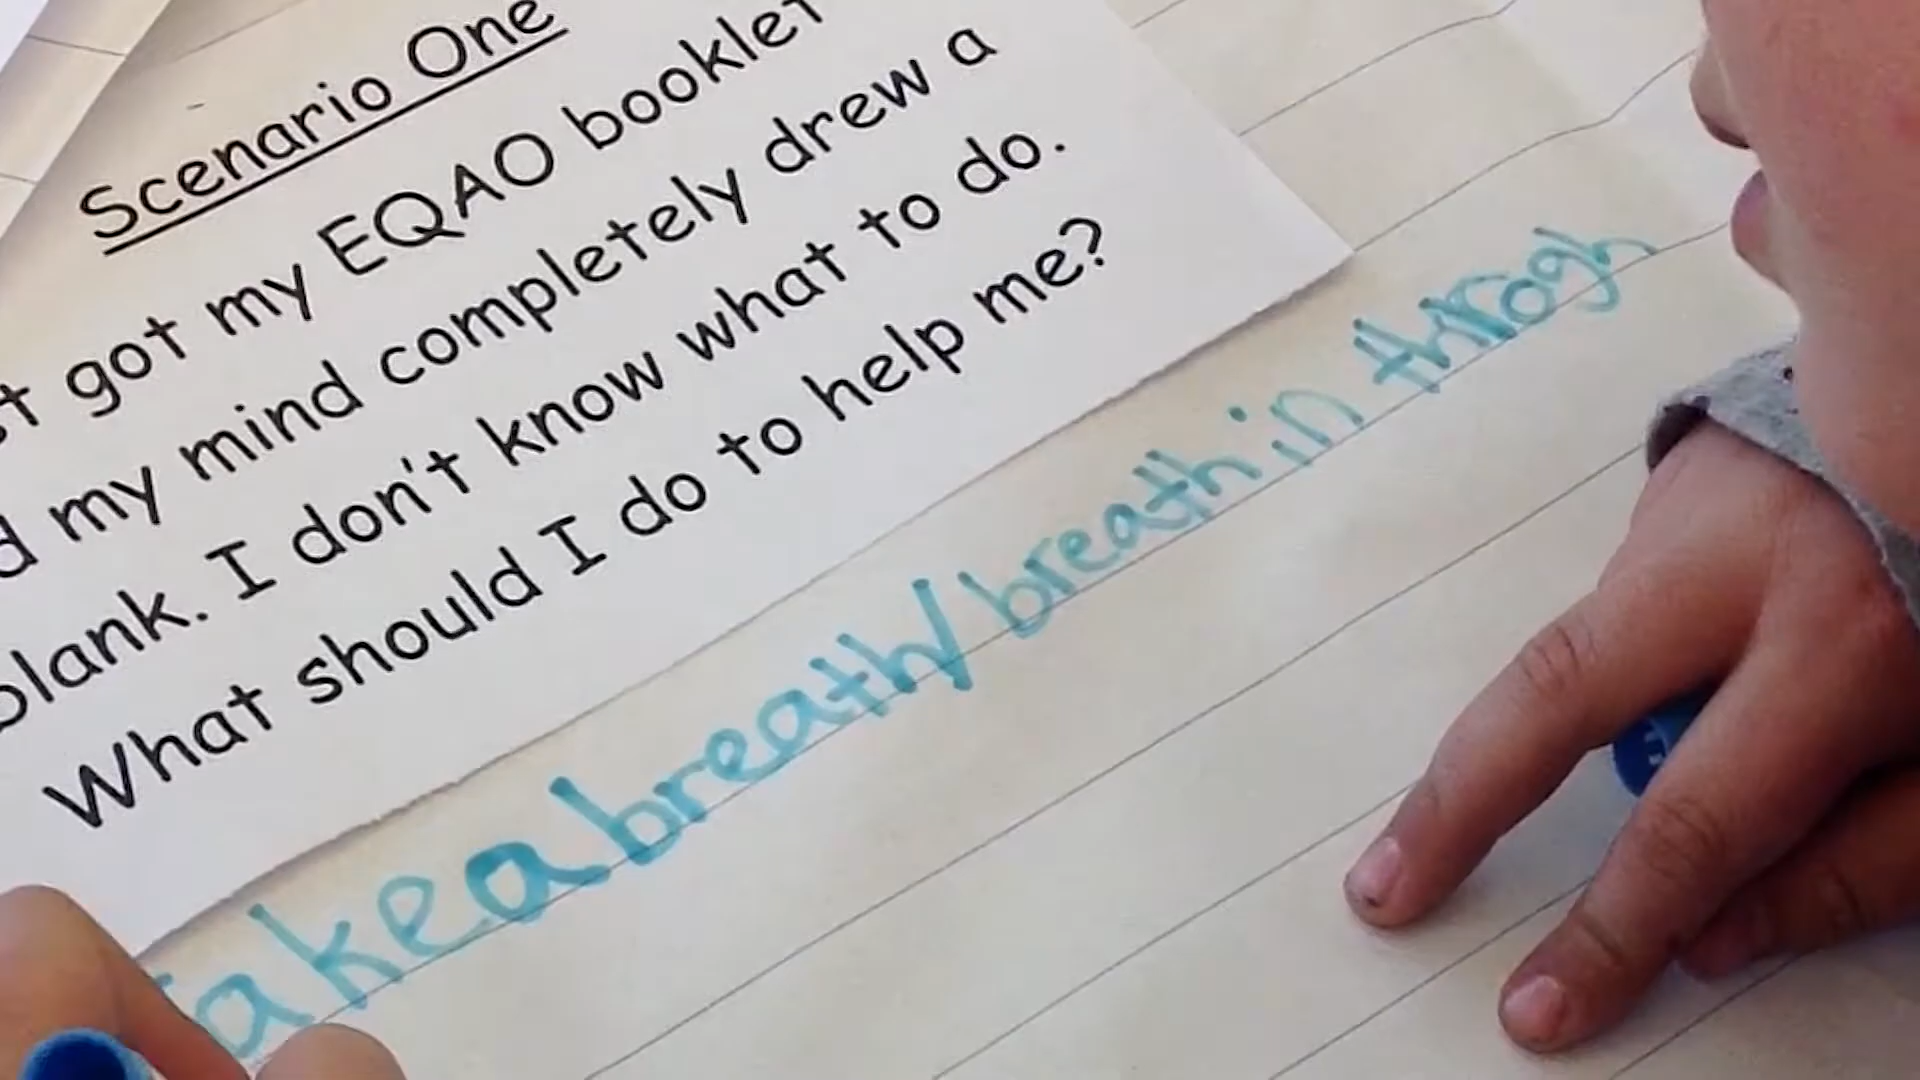 Scenario One
got my EQAO booklet
my mind completely drew a
blank. I don't know what to do.
What should I do to help me?
take a breath/ breath in throgh